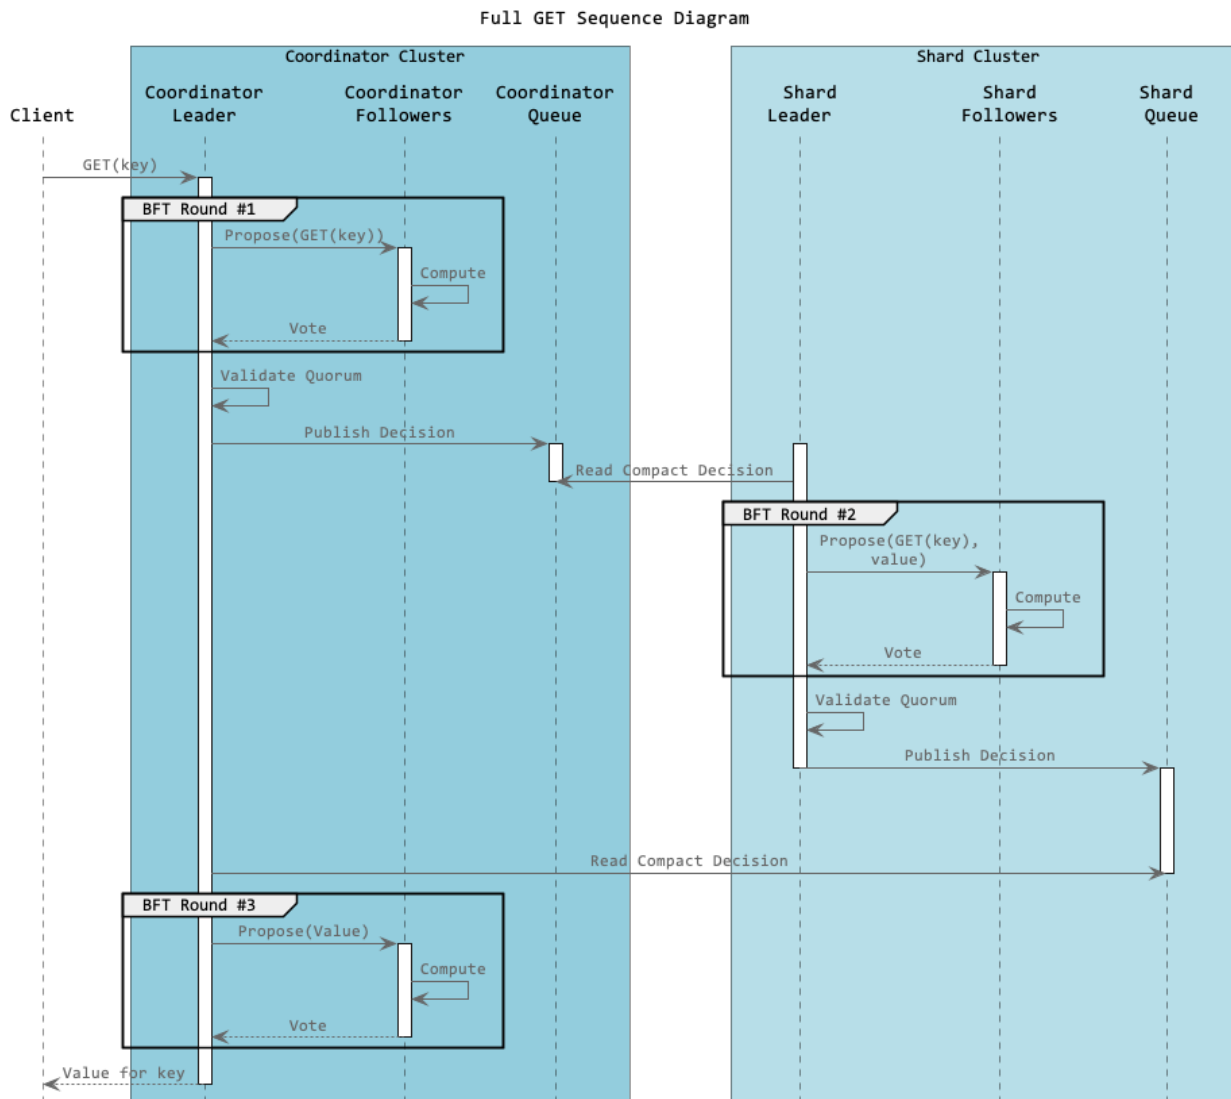 Full GET Sequence Diagram
Coordinator Cluster
Shard Cluster
Client
Coordinator
Leader
Coordinator
Followers
Coordinator
Queue
Shard
Leader
Shard
Followers
Shard
Queue
GET(key)
BFT Round #1
Propose(GET(key))
Compute
Vote
Validate Quorum
Publish Decision
Read Compact Decision
BFT Round #2
Propose(GET(key),
value)
Compute
Vote
Validate Quorum
Publish Decision
Read Compact Decision
BFT Round #3
Propose(Value)
Compute
Vote
Value for key